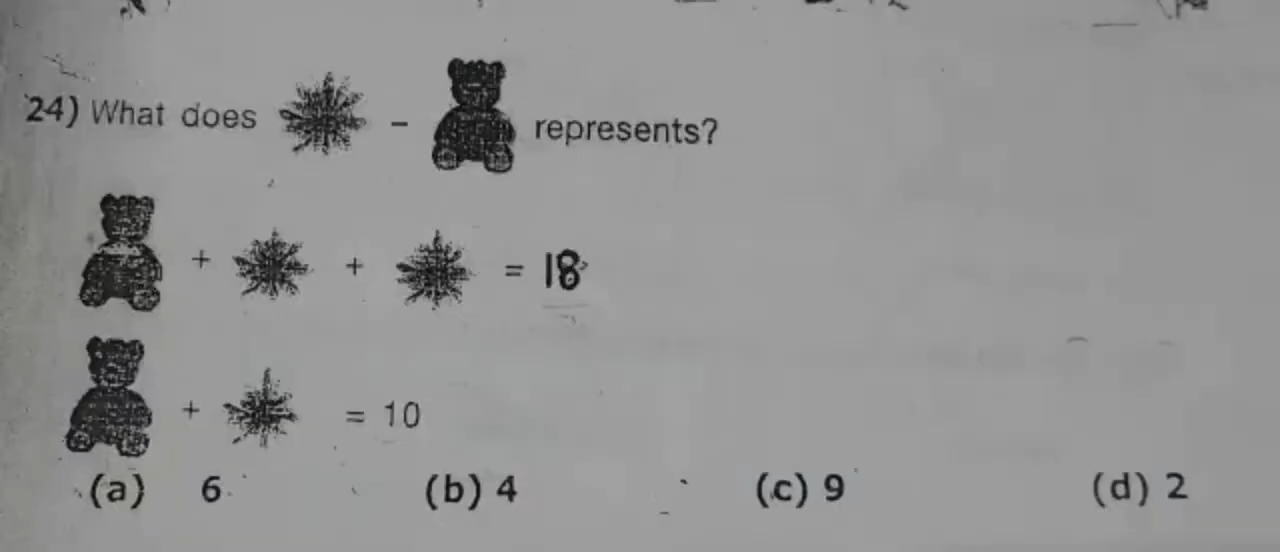 24) What does - represents?
+ + = 18
+ = 10
(a) 6 (b) 4 (c) 9 (d) 2